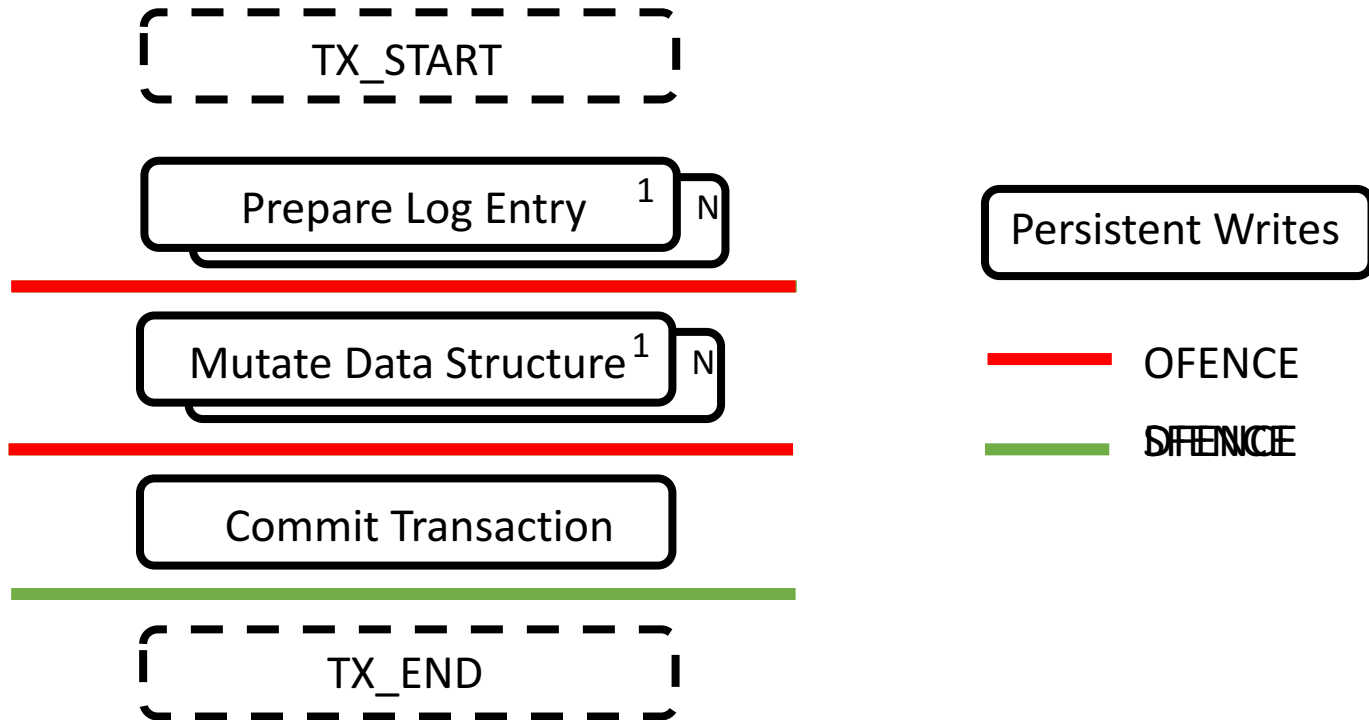 TX_START
Prepare Log Entry 1
N
Mutate Data Structure 1
N
Commit Transaction
TX_END
Persistent Writes
OFENCE